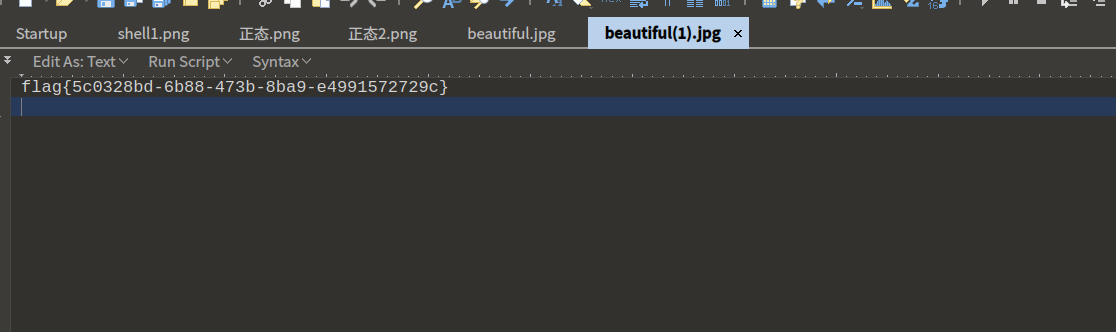 Startup shell1.png 正态.png 正态2.png beautiful.jpg beautiful(1).jpg ×
Edit As: Text Run Script Syntax
flag{5c0328bd-6b88-473b-8ba9-e4991572729c}